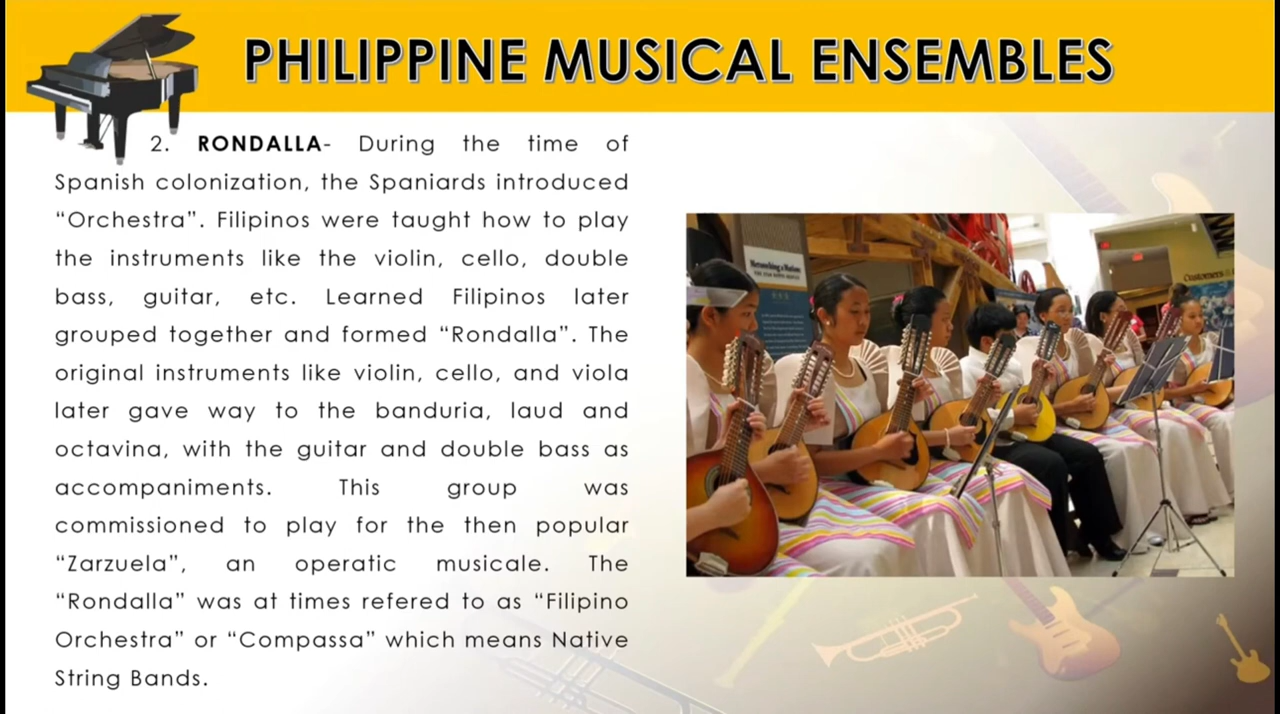 PHILIPPINE MUSICAL ENSEMBLES
2. RONDALLA- During the time of
Spanish colonization, the Spaniards introduced
“Orchestra”. Filipinos were taught how to play
the instruments like the violin, cello, double
bass, guitar, etc. Learned Filipinos later
grouped together and formed “Rondalla”. The
original instruments like violin, cello, and viola
later gave way to the banduria, laud and
octavina, with the guitar and double bass as
accompaniments. This group was
commissioned to play for the then popular
“Zarzuela”, an operatic musicale. The
“Rondalla” was at times refered to as “Filipino
Orchestra” or “Compassa” which means Native
String Bands.
Networking a Nation
Customers